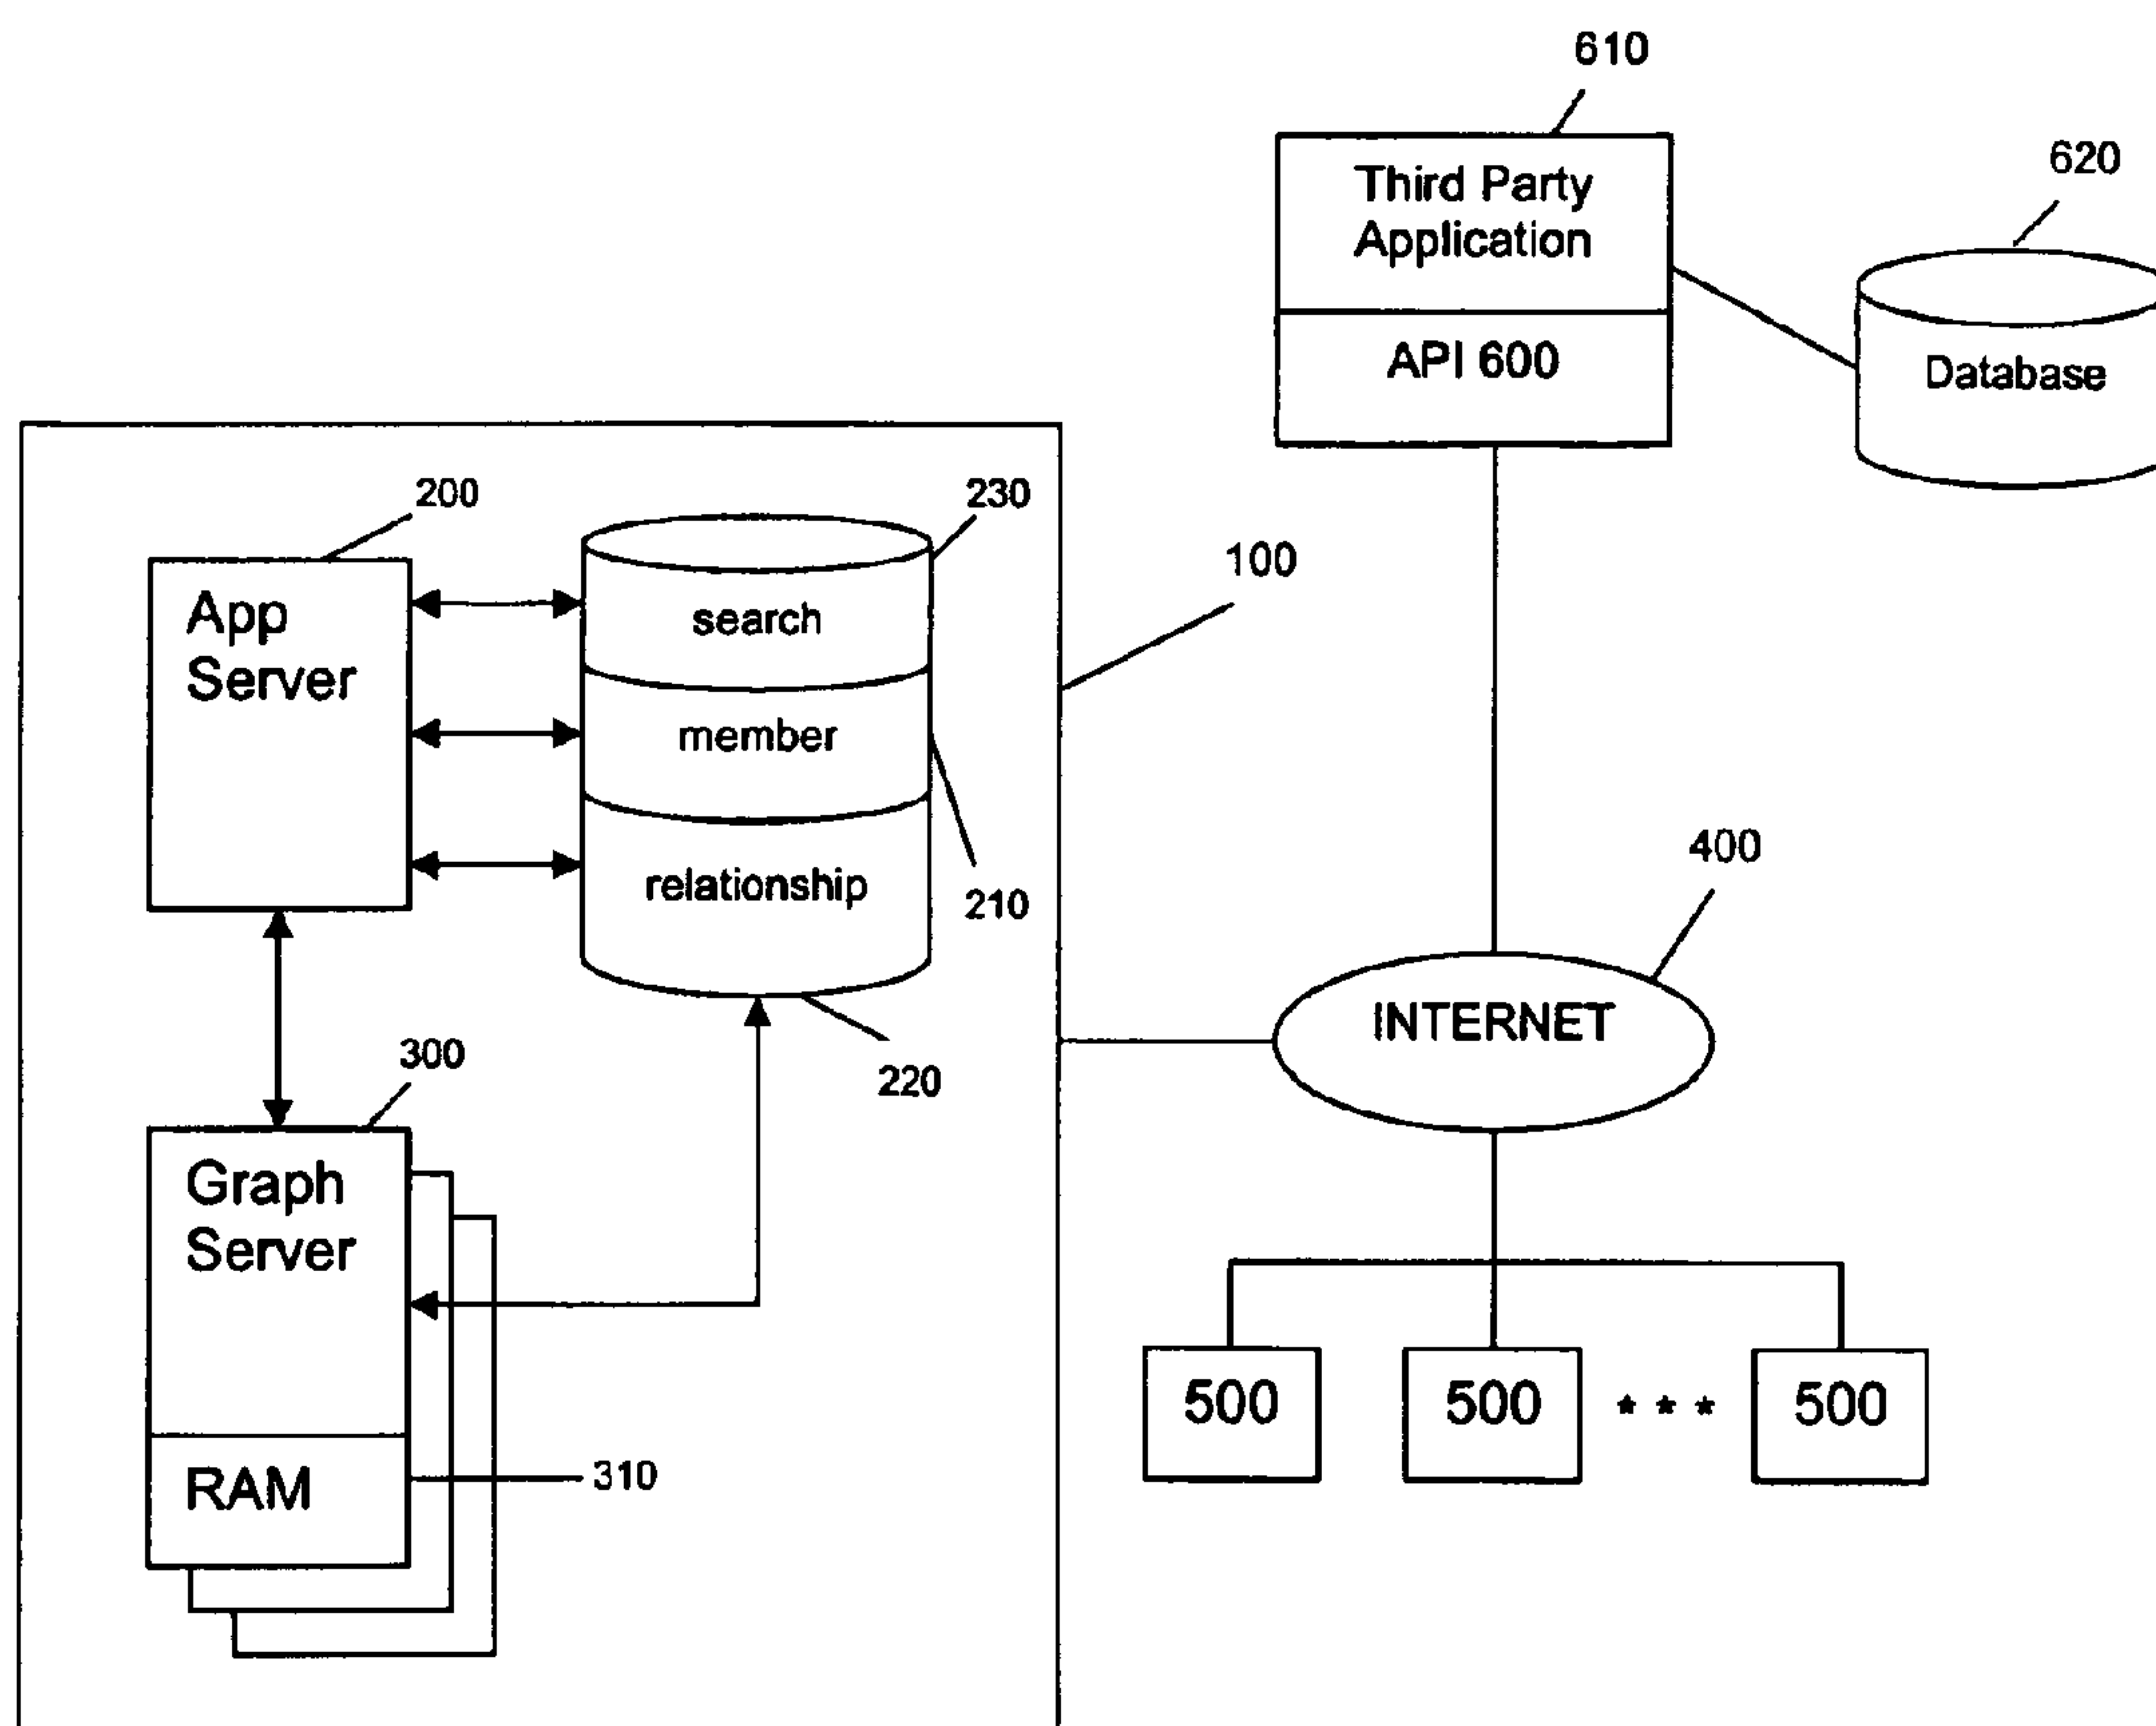 610
Third Party
Application
620
API 600
Database
200
230
100
App
Server
search
member
relationship
210
400
INTERNET
300
220
Graph
Server
500
500
* * *
500
RAM
310